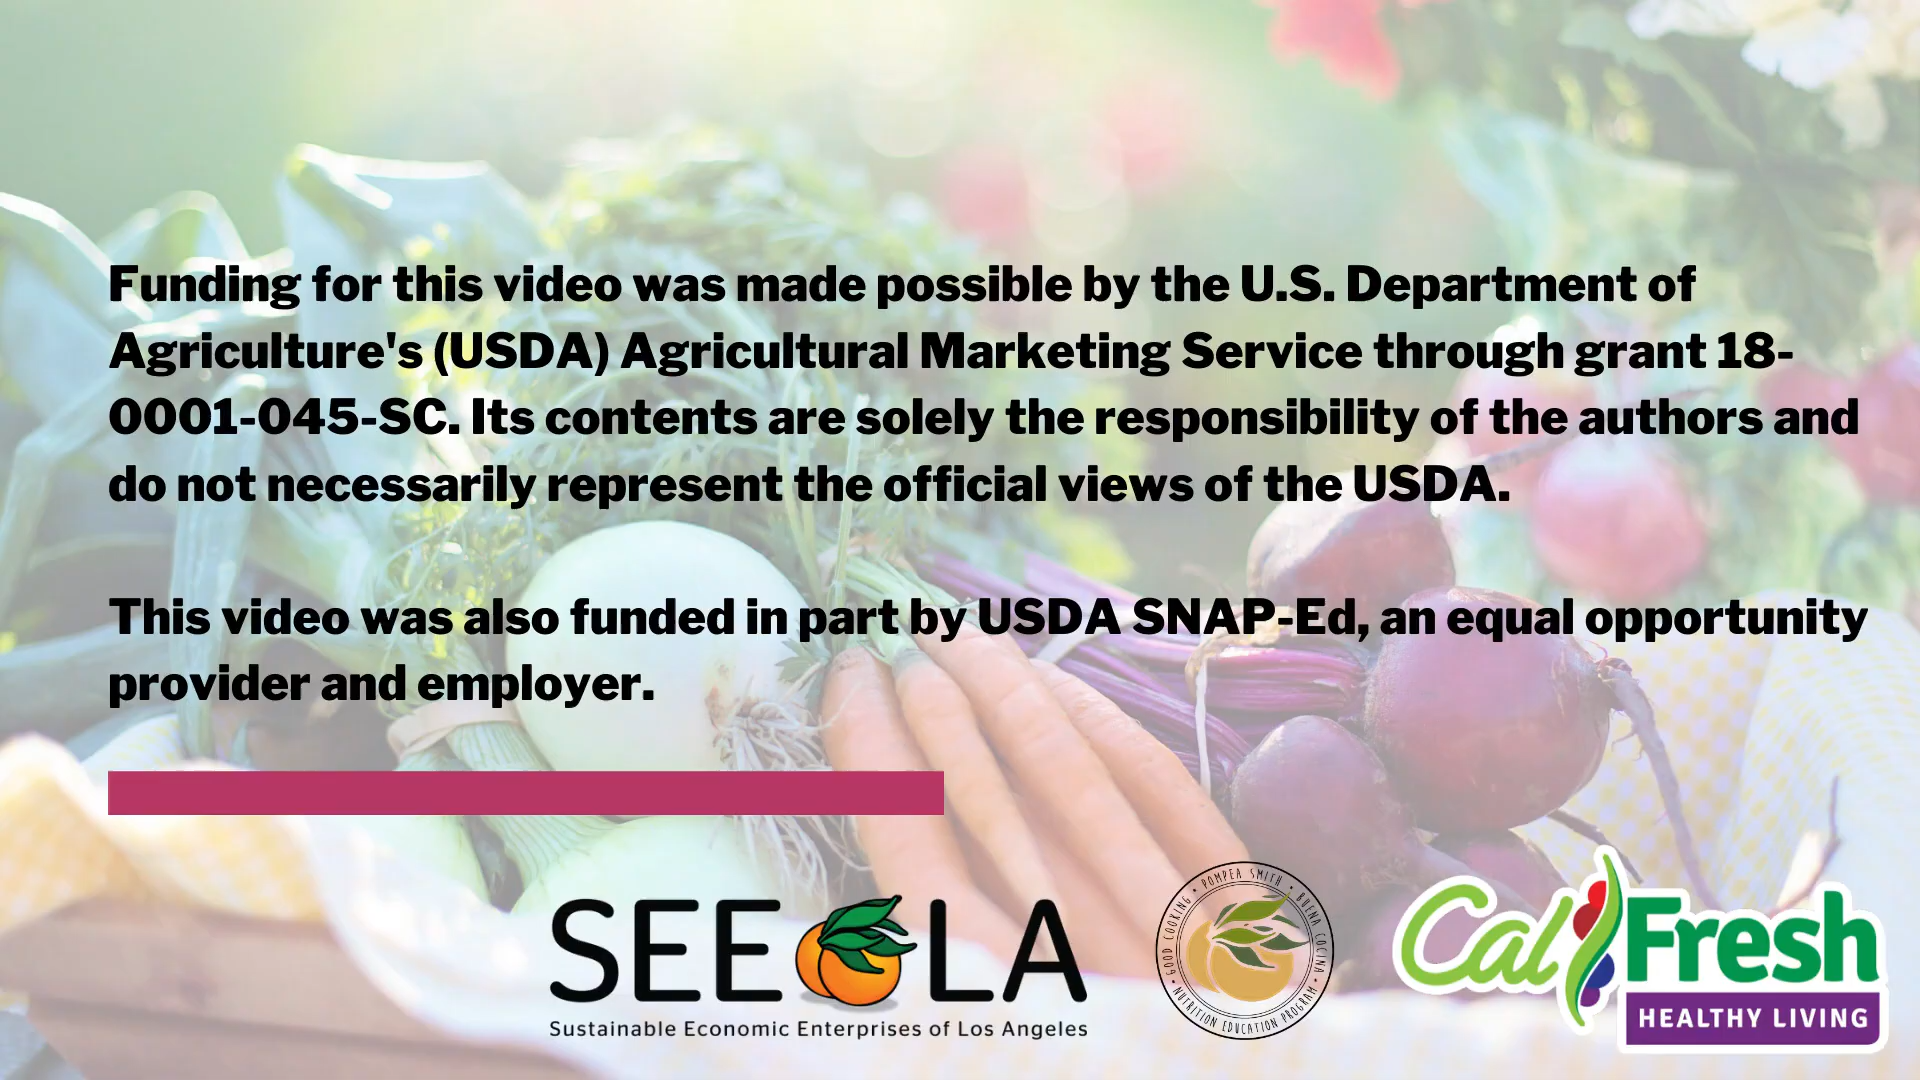 Funding for this video was made possible by the U.S. Department of
Agriculture's (USDA) Agricultural Marketing Service through grant 18-
0001-045-SC. Its contents are solely the responsibility of the authors and
do not necessarily represent the official views of the USDA.
This video was also funded in part by USDA SNAP-Ed, an equal opportunity
provider and employer.
SEE LA
Sustainable Economic Enterprises of Los Angeles
• POMPEA SMITH • BUENA COCINA • NUTRITION EDUCATION PROGRAM • GOOD COOKING
CalFresh
HEALTHY LIVING